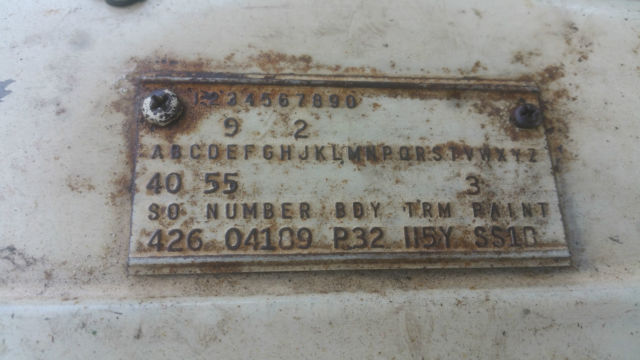 1234567890
9 2
ABCDEFGHJKLMNPQRSTVWXYZ
40 55 3
SO NUMBER BDY TRM PAINT
426 04109 P32 115Y SS1B